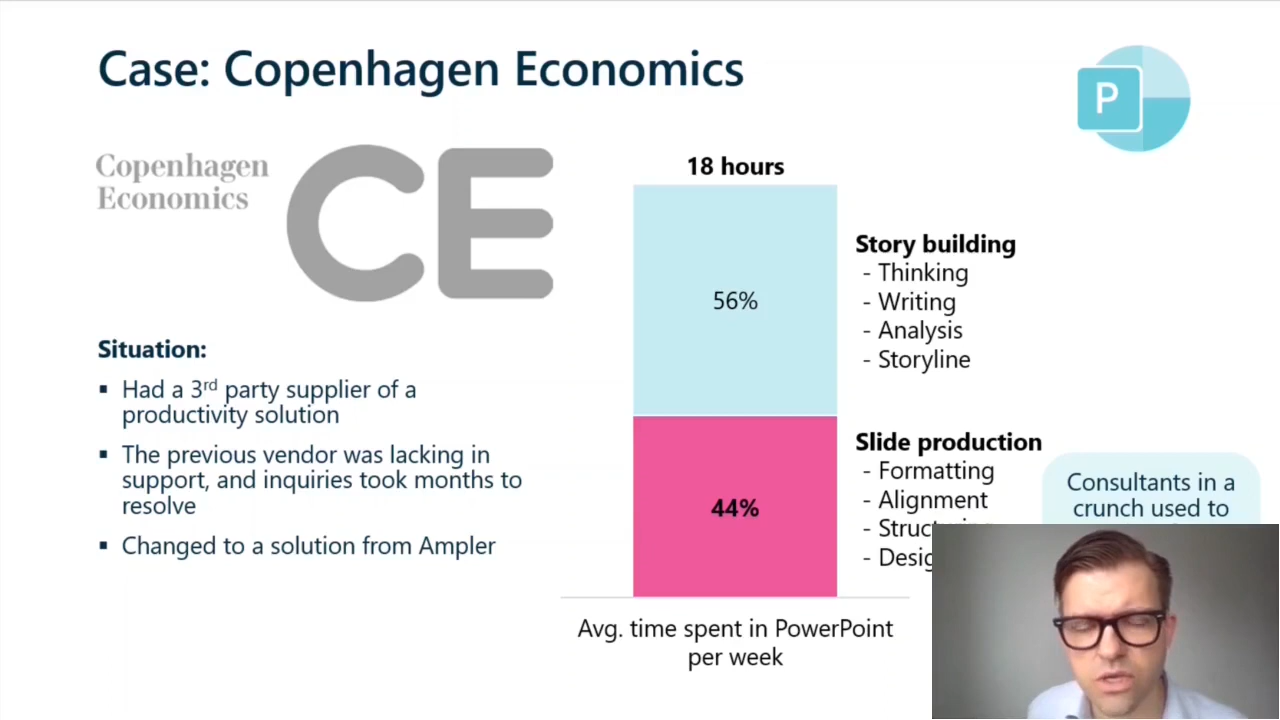 Case: Copenhagen Economics
P
Copenhagen
Economics
CE
18 hours
56%
44%
Story building
- Thinking
- Writing
- Analysis
- Storyline
Slide production
- Formatting
- Alignment
Situation:
▪ Had a 3rd party supplier of a
productivity solution
▪ The previous vendor was lacking in
support, and inquiries took months to
resolve
▪ Changed to a solution from Ampler
Consultants in a
crunch used to
Avg. time spent in PowerPoint
per week